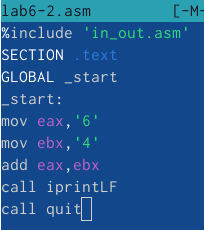 lab6-2.asm [-M-
%include 'in_out.asm'
SECTION .text
GLOBAL _start
_start:
mov eax,'6'
mov ebx,'4'
add eax,ebx
call iprintLF
call quit